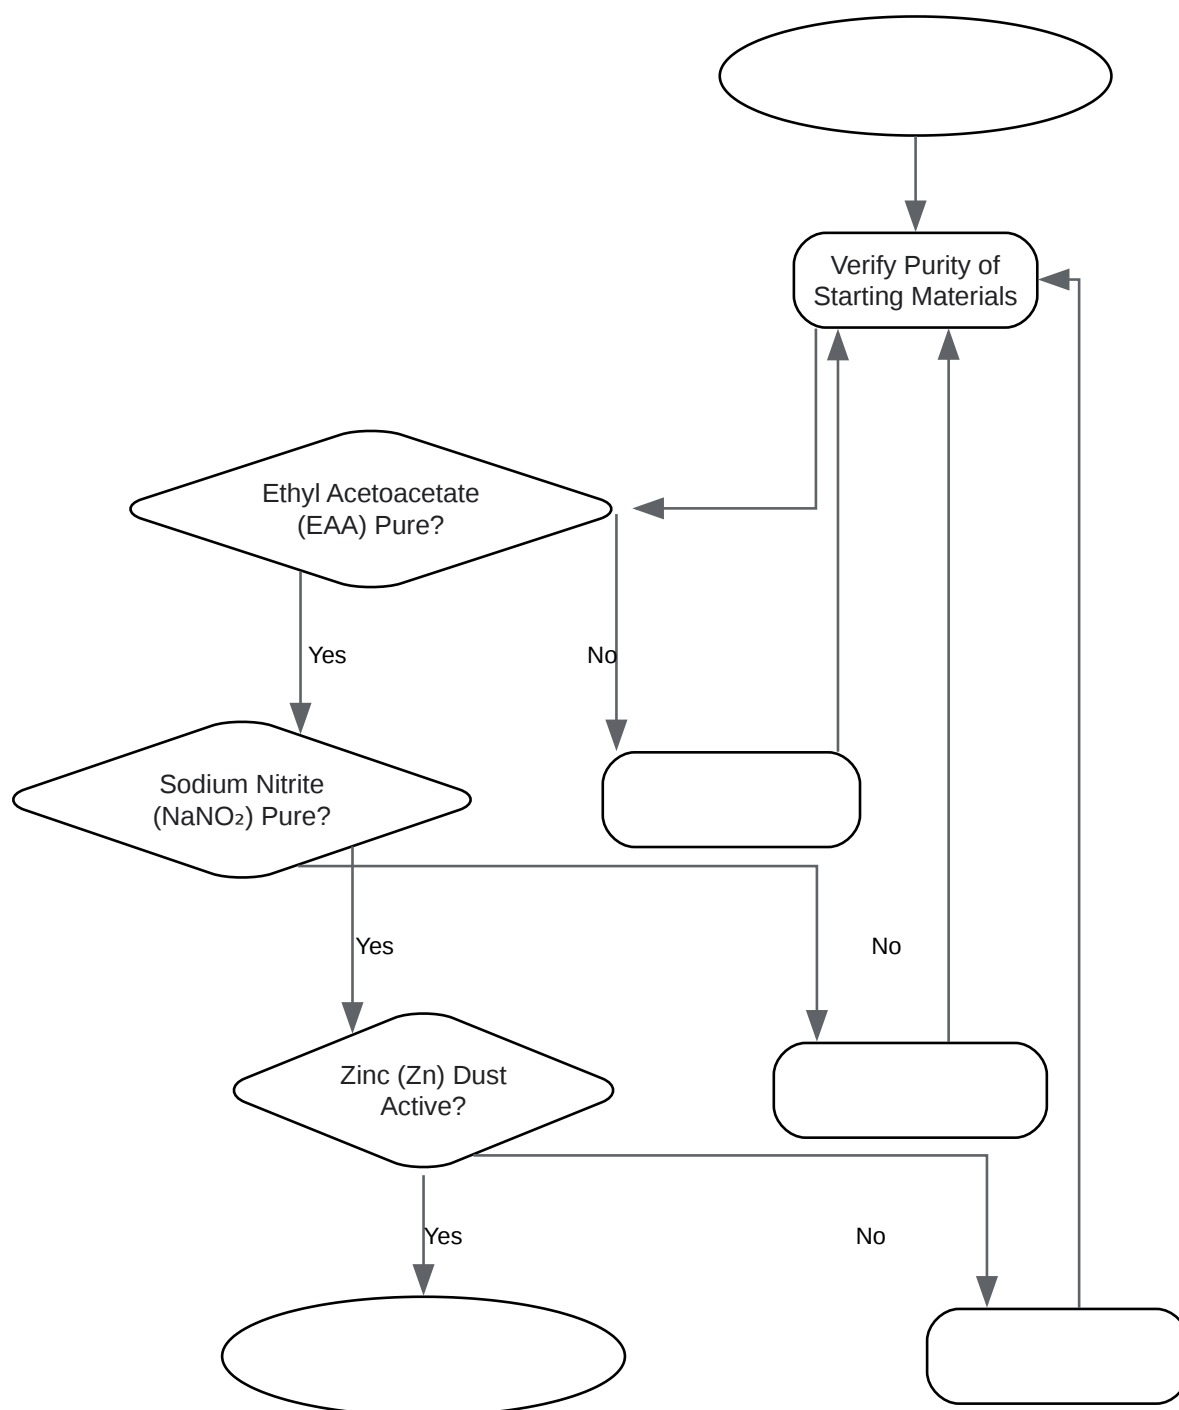 Verify Purity of
Starting Materials
Ethyl Acetoacetate
(EAA) Pure?
Yes
No
Sodium Nitrite
(NaNO₂) Pure?
Yes
No
Zinc (Zn) Dust
Active?
Yes
No